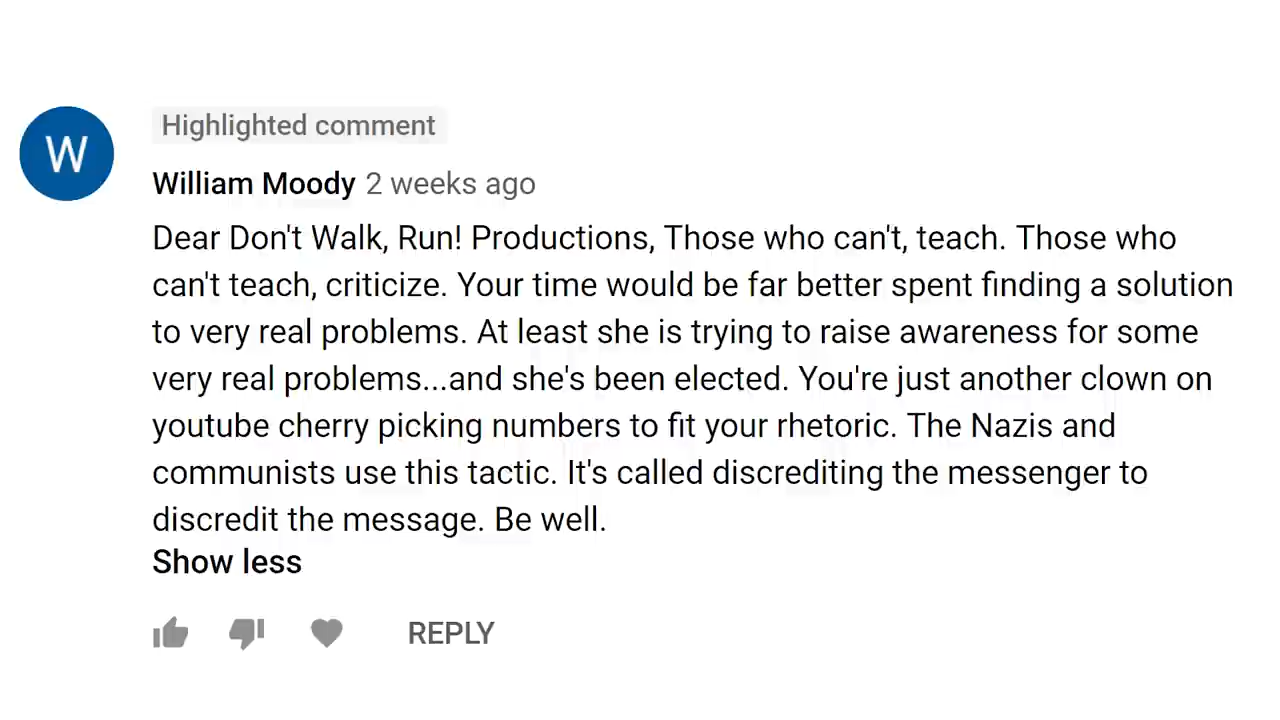 W
Highlighted comment
William Moody 2 weeks ago
Dear Don't Walk, Run! Productions, Those who can't, teach. Those who
can't teach, criticize. Your time would be far better spent finding a solution
to very real problems. At least she is trying to raise awareness for some
very real problems...and she's been elected. You're just another clown on
youtube cherry picking numbers to fit your rhetoric. The Nazis and
communists use this tactic. It's called discrediting the messenger to
discredit the message. Be well.
Show less
REPLY